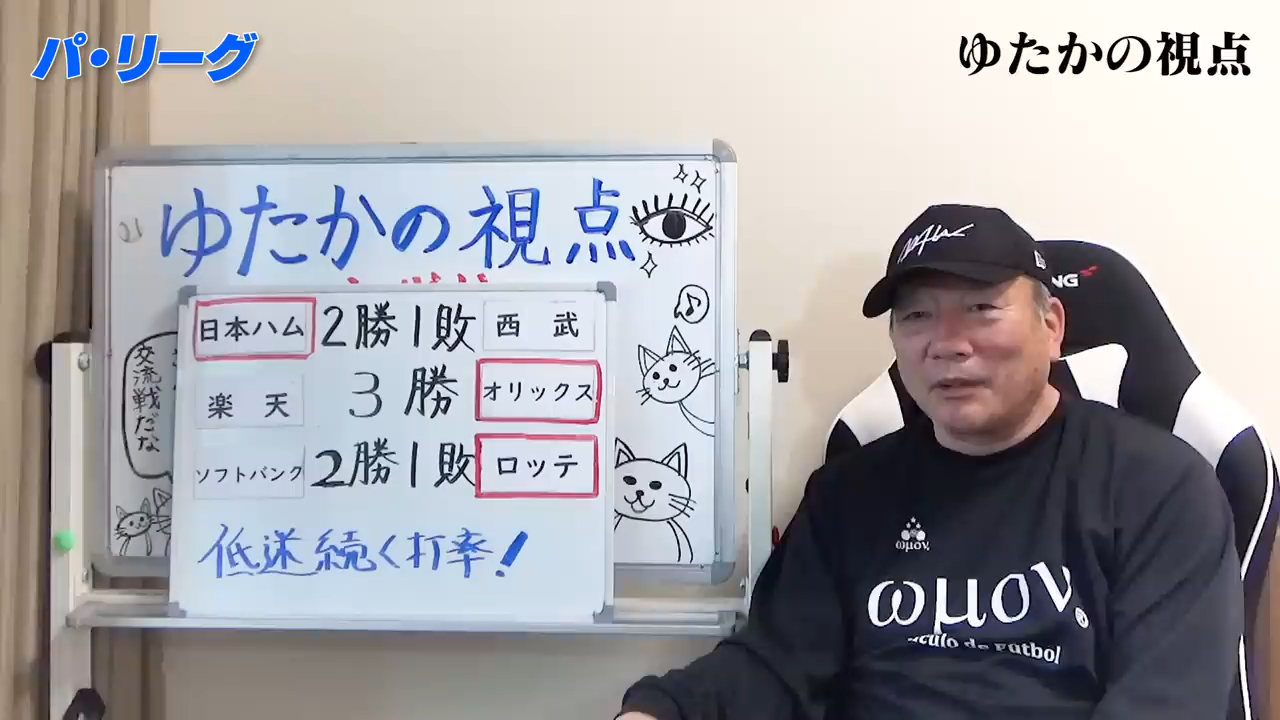 パ・リーグ
ゆたかの視点
ゆたかの視点
日本ハム 2勝1敗 西武
楽天 3勝 オリックス
ソフトバンク 2勝1敗 ロッテ
低迷続く打率!
交流戦だな
NG
ωμον
ωμον
de Futbol